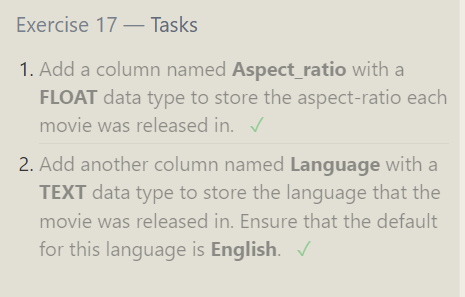 Exercise 17 — Tasks
1. Add a column named Aspect_ratio with a
FLOAT data type to store the aspect-ratio each
movie was released in. ✓
2. Add another column named Language with a
TEXT data type to store the language that the
movie was released in. Ensure that the default
for this language is English. ✓